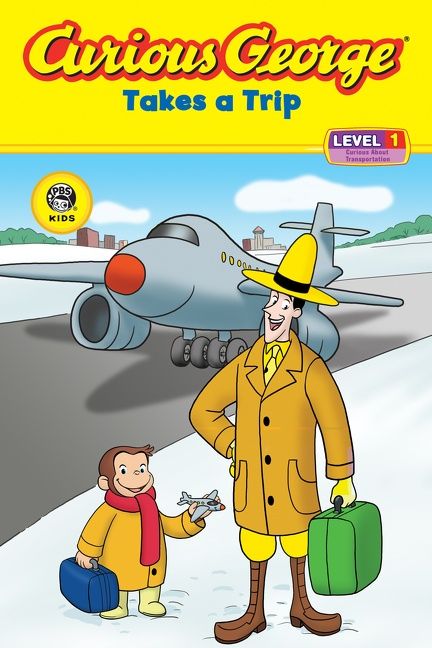 Curious George®
Takes a Trip
LEVEL 1
Curious About
Transportation
PBS
KIDS